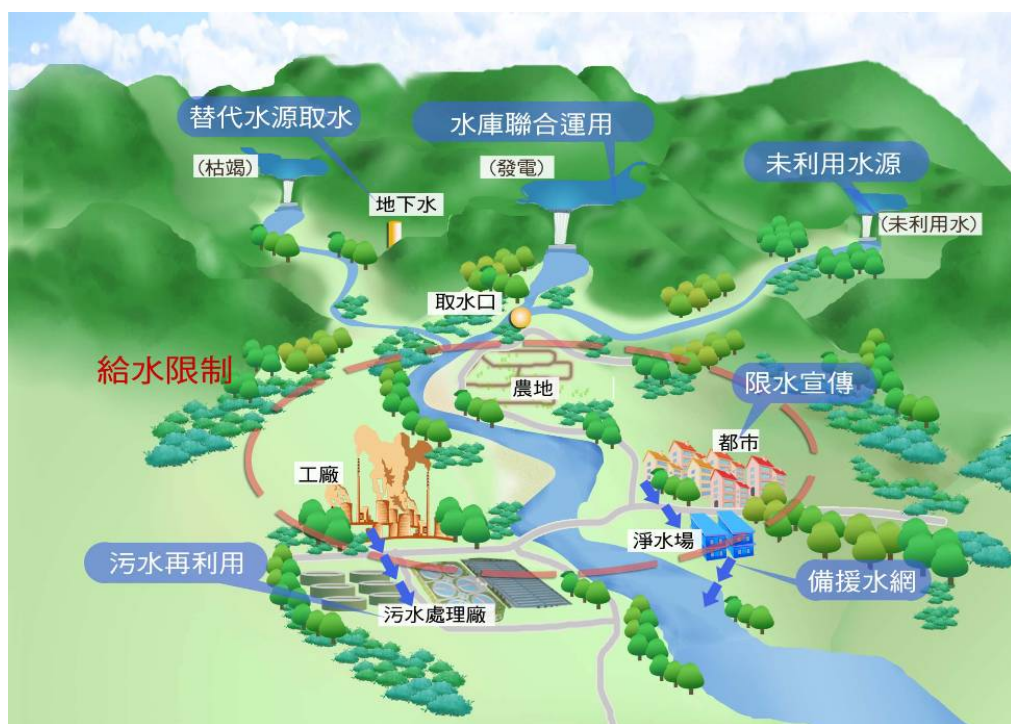 替代水源取水
水庫聯合運用
(枯竭)
(發電)
未利用水源
地下水
(未利用水)
取水口
給水限制
農地
限水宣傳
都市
工廠
淨水場
污水再利用
備援水網
污水處理廠